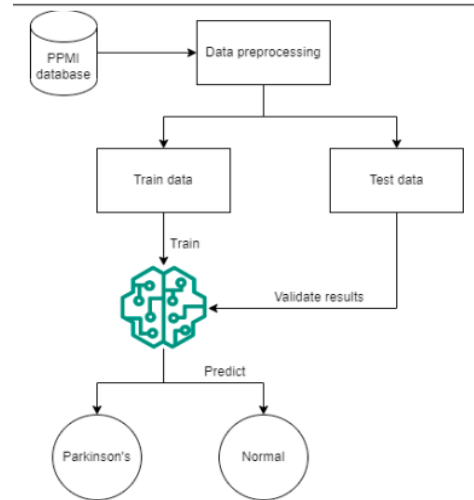 PPMI
database
Data preprocessing
Train data
Test data
Train
Validate results
Predict
Parkinson's
Normal